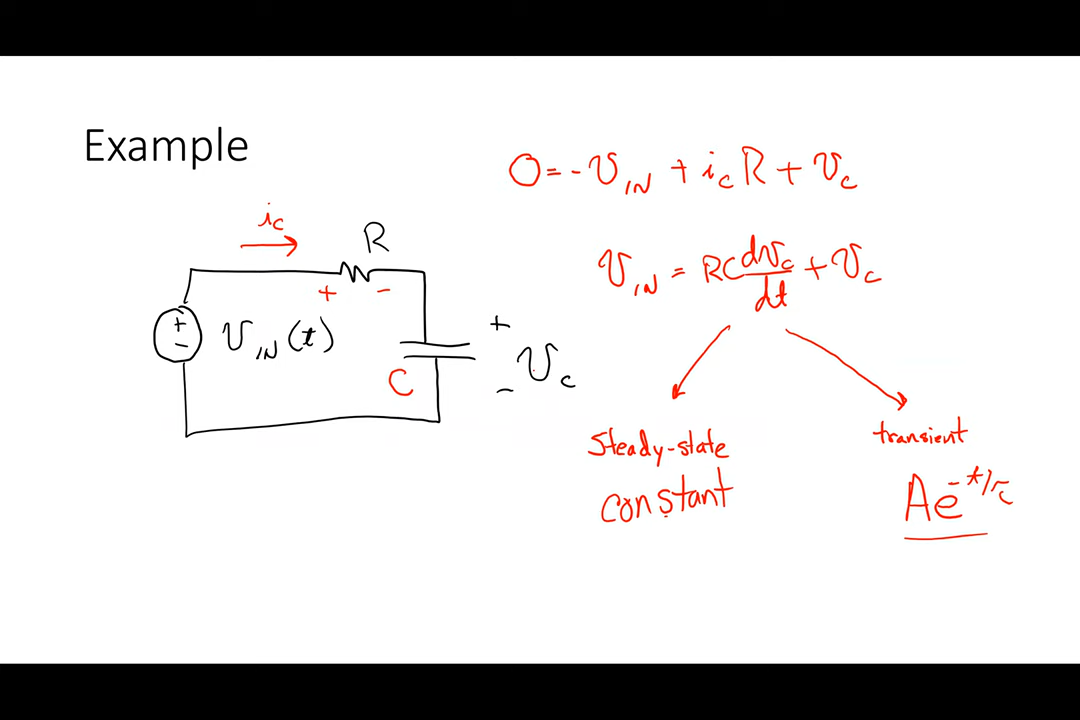 Example
0 = -V_IN + i_c R + V_c
i_c
R
V_IN = RC dv_c/dt + V_c
+ -
+
-
V_IN (t)
+
-
V_c
C
steady-state
transient
constant
Ae^-t/τ